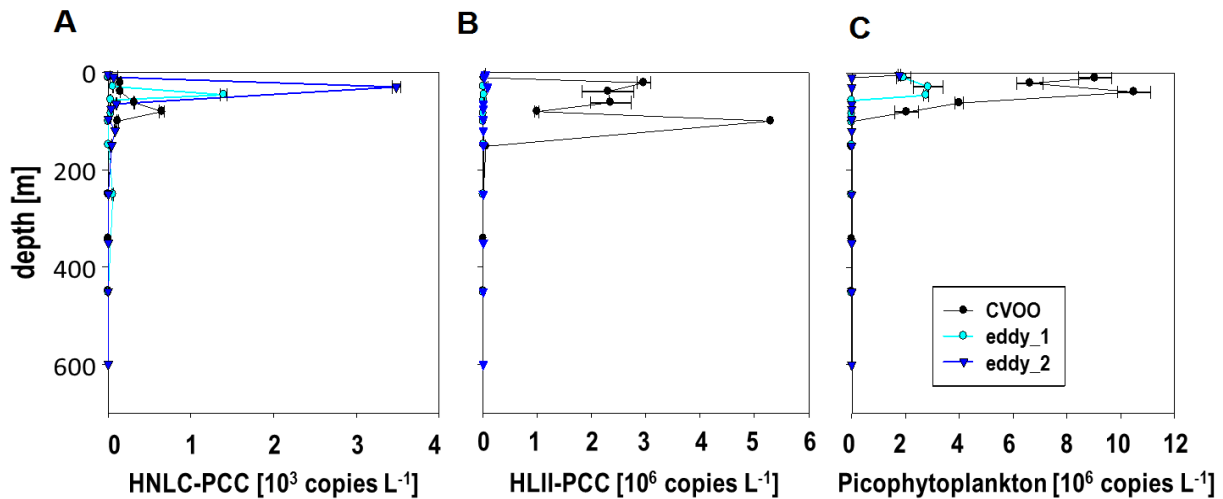 A B C
0
200
400
600
depth [m]
0 1 2 3 4
HNLC-PCC [10³ copies L⁻¹]
0 1 2 3 4 5 6
HLII-PCC [10⁶ copies L⁻¹]
0 2 4 6 8 10 12
Picophytoplankton [10⁶ copies L⁻¹]
CVOO
eddy_1
eddy_2